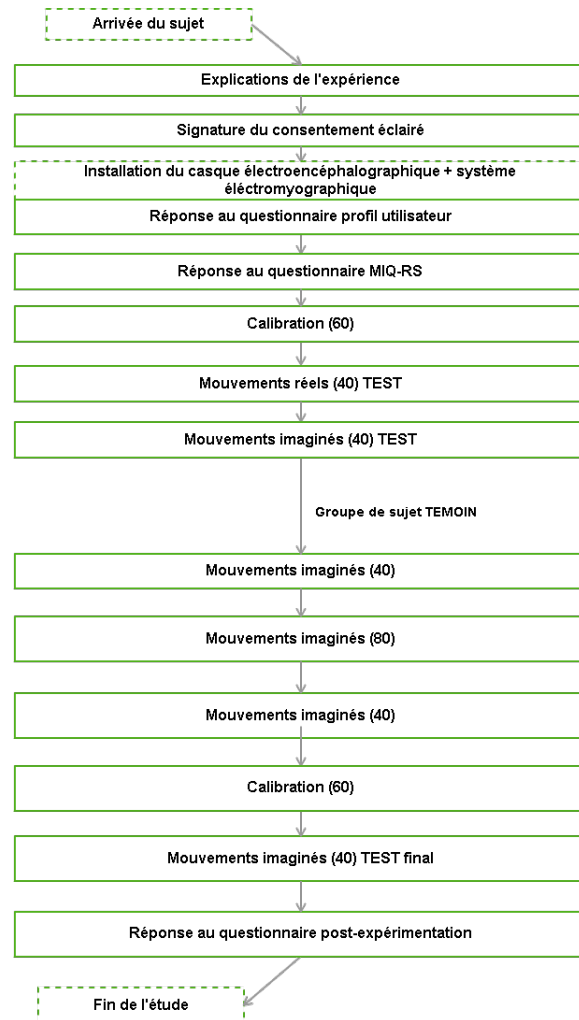 Arrivée du sujet
Explications de l'expérience
Signature du consentement éclairé
Installation du casque électroencéphalographique + système
éléctromyographique
Réponse au questionnaire profil utilisateur
Réponse au questionnaire MIQ-RS
Calibration (60)
Mouvements réels (40) TEST
Mouvements imaginés (40) TEST
Groupe de sujet TEMOIN
Mouvements imaginés (40)
Mouvements imaginés (80)
Mouvements imaginés (40)
Calibration (60)
Mouvements imaginés (40) TEST final
Réponse au questionnaire post-expérimentation
Fin de l'étude